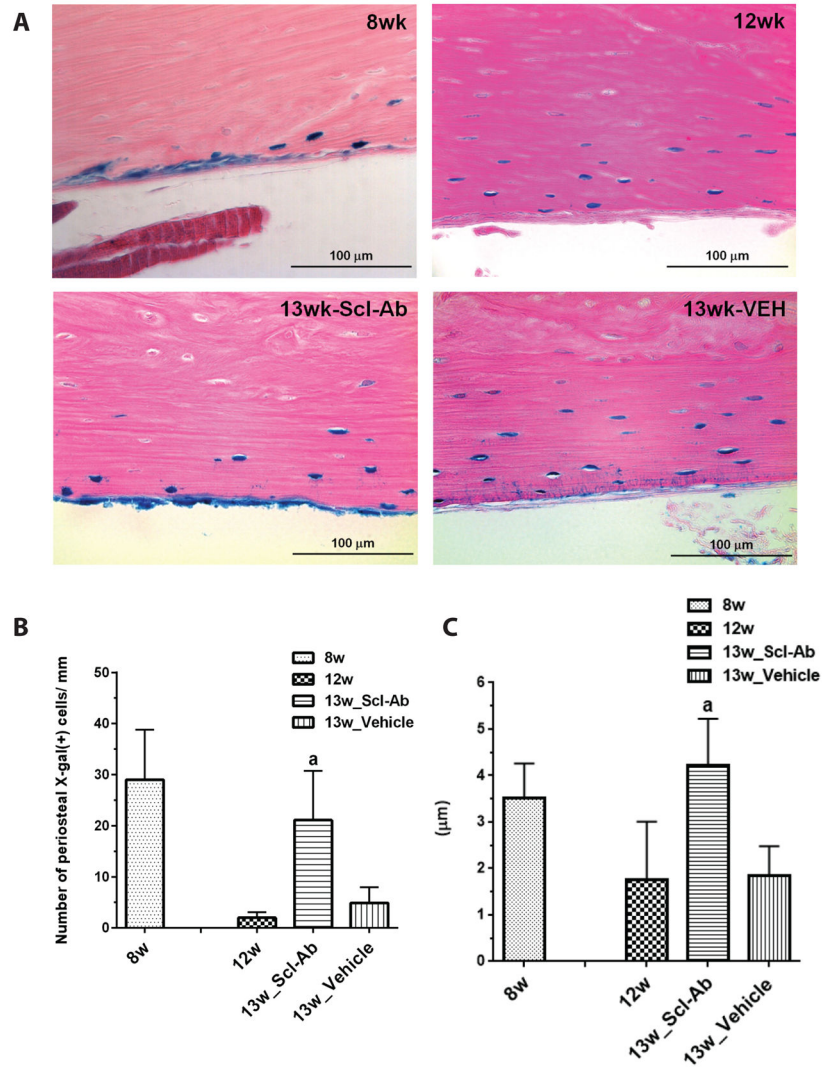 A
8wk
100 µm
12wk
100 µm
13wk-Scl-Ab
100 µm
13wk-VEH
100 µm
B
8w
12w
13w_Scl-Ab
13w_Vehicle
Number of periosteal X-gal(+) cells/ mm
50
40
30
20
10
0
a
8w
12w
13w_Scl-Ab
13w_Vehicle
C
8w
12w
13w_Scl-Ab
13w_Vehicle
(µm)
6
5
4
3
2
1
0
a
8w
12w
13w_Scl-Ab
13w_Vehicle